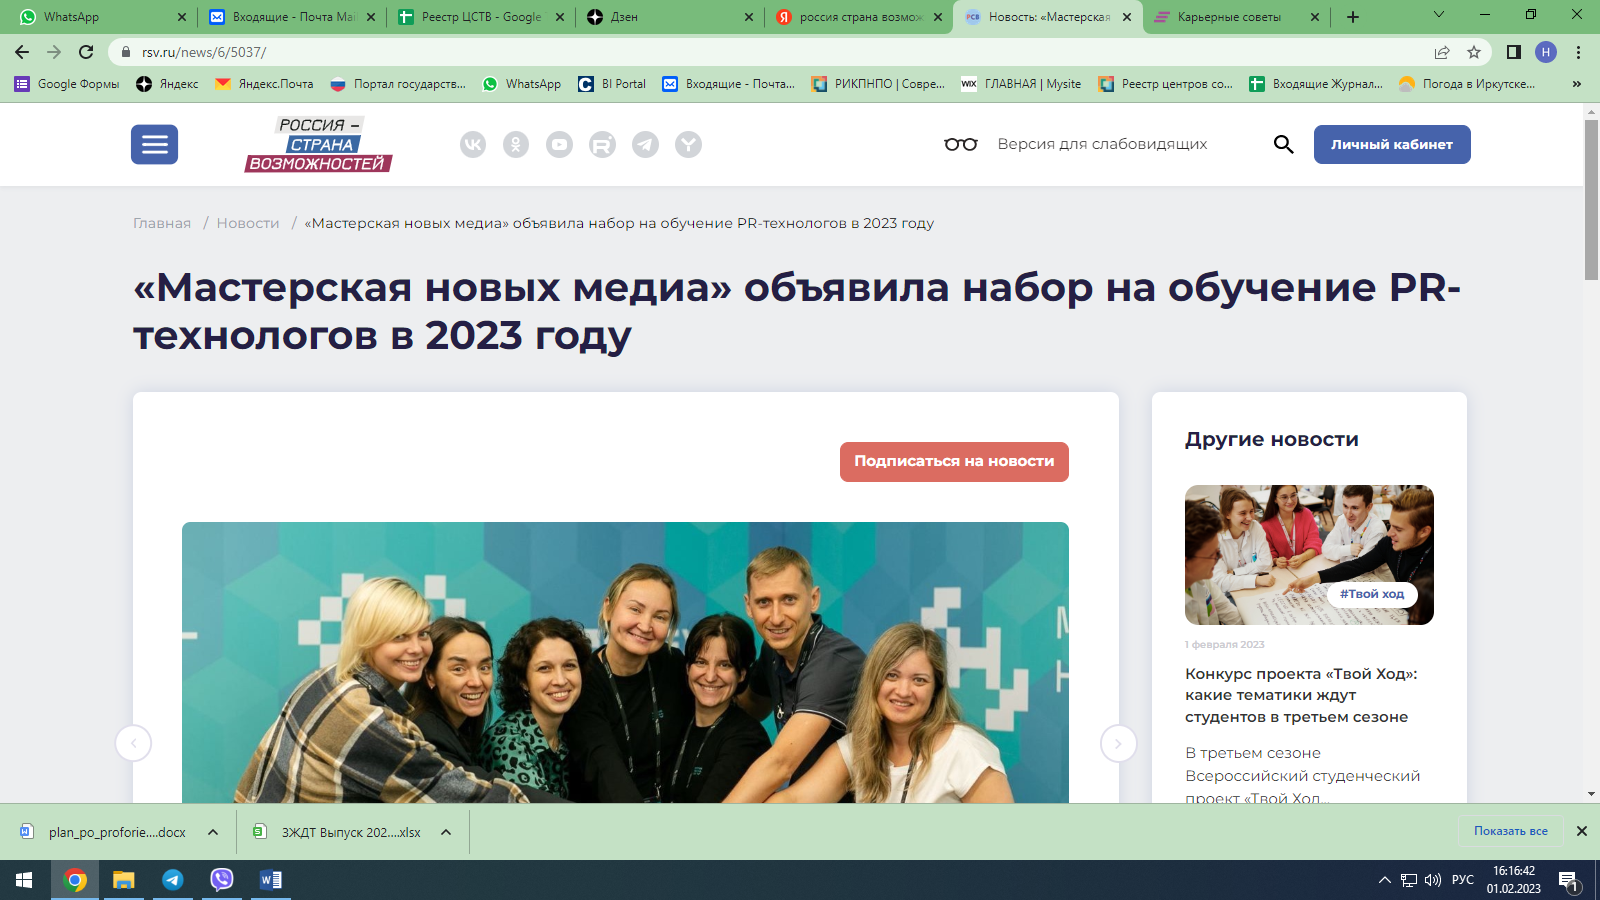 WhatsApp
Входящие - Почта Mai
Реестр ЦСТВ - Google
Дзен
россия страна возмож
Новость: «Мастерская
Карьерные советы
rsv.ru/news/6/5037/
Н
Google Формы
Яндекс
Яндекс.Почта
Портал государств...
WhatsApp
BI Portal
Входящие - Почта...
РИКПНПО | Совре...
ГЛАВНАЯ | Mysite
Реестр центров со...
Входящие Журнал...
Погода в Иркутске...
РОССИЯ –
СТРАНА
ВОЗМОЖНОСТЕЙ
Версия для слабовидящих
Личный кабинет
Главная / Новости / «Мастерская новых медиа» объявила набор на обучение PR-технологов в 2023 году
«Мастерская новых медиа» объявила набор на обучение PR-
технологов в 2023 году
Подписаться на новости
Другие новости
#Твой ход
1 февраля 2023
Конкурс проекта «Твой Ход»:
какие тематики ждут
студентов в третьем сезоне
В третьем сезоне
Всероссийский студенческий
проект «Твой Ход...
plan_po_proforie....docx
ЗЖДТ Выпуск 202....xlsx
Показать все
РУС
16:16:42
01.02.2023
1